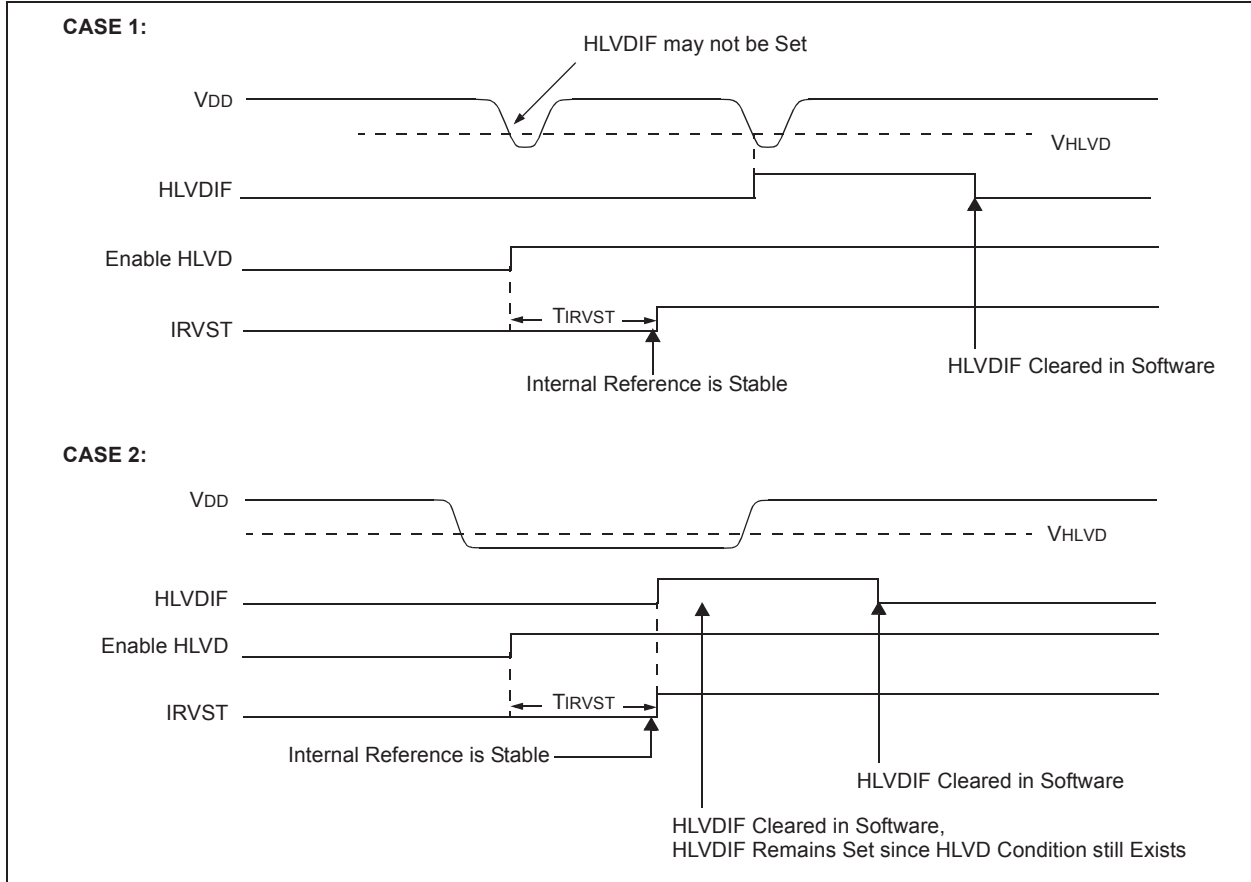 CASE 1:
HLVDIF may not be Set
VDD
VHLVD
HLVDIF
Enable HLVD
TIRVST
IRVST
Internal Reference is Stable
HLVDIF Cleared in Software
CASE 2:
VDD
VHLVD
HLVDIF
Enable HLVD
TIRVST
IRVST
Internal Reference is Stable
HLVDIF Cleared in Software
HLVDIF Cleared in Software,
HLVDIF Remains Set since HLVD Condition still Exists